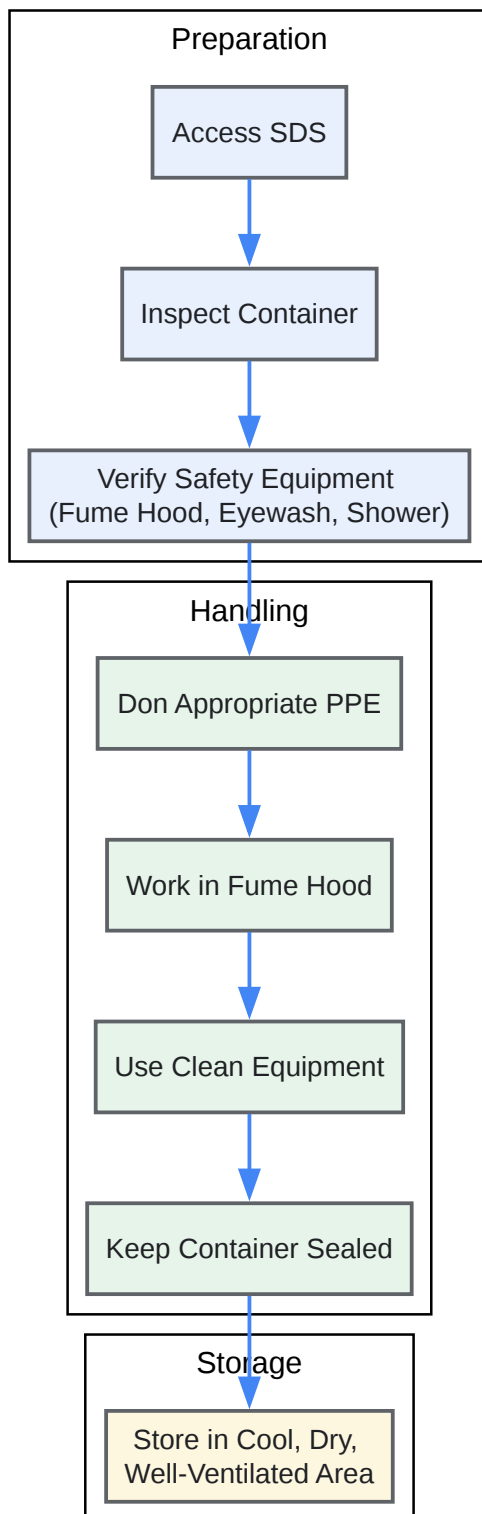 Preparation
Access SDS
Inspect Container
Verify Safety Equipment
(Fume Hood, Eyewash, Shower)
Handling
Don Appropriate PPE
Work in Fume Hood
Use Clean Equipment
Keep Container Sealed
Storage
Store in Cool, Dry,
Well-Ventilated Area